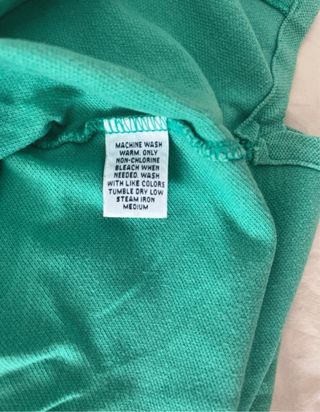 MACHINE WASH
WARM. ONLY
NON-CHLORINE
BLEACH WHEN
NEEDED. WASH
WITH LIKE COLORS
TUMBLE DRY LOW
STEAM IRON
MEDIUM